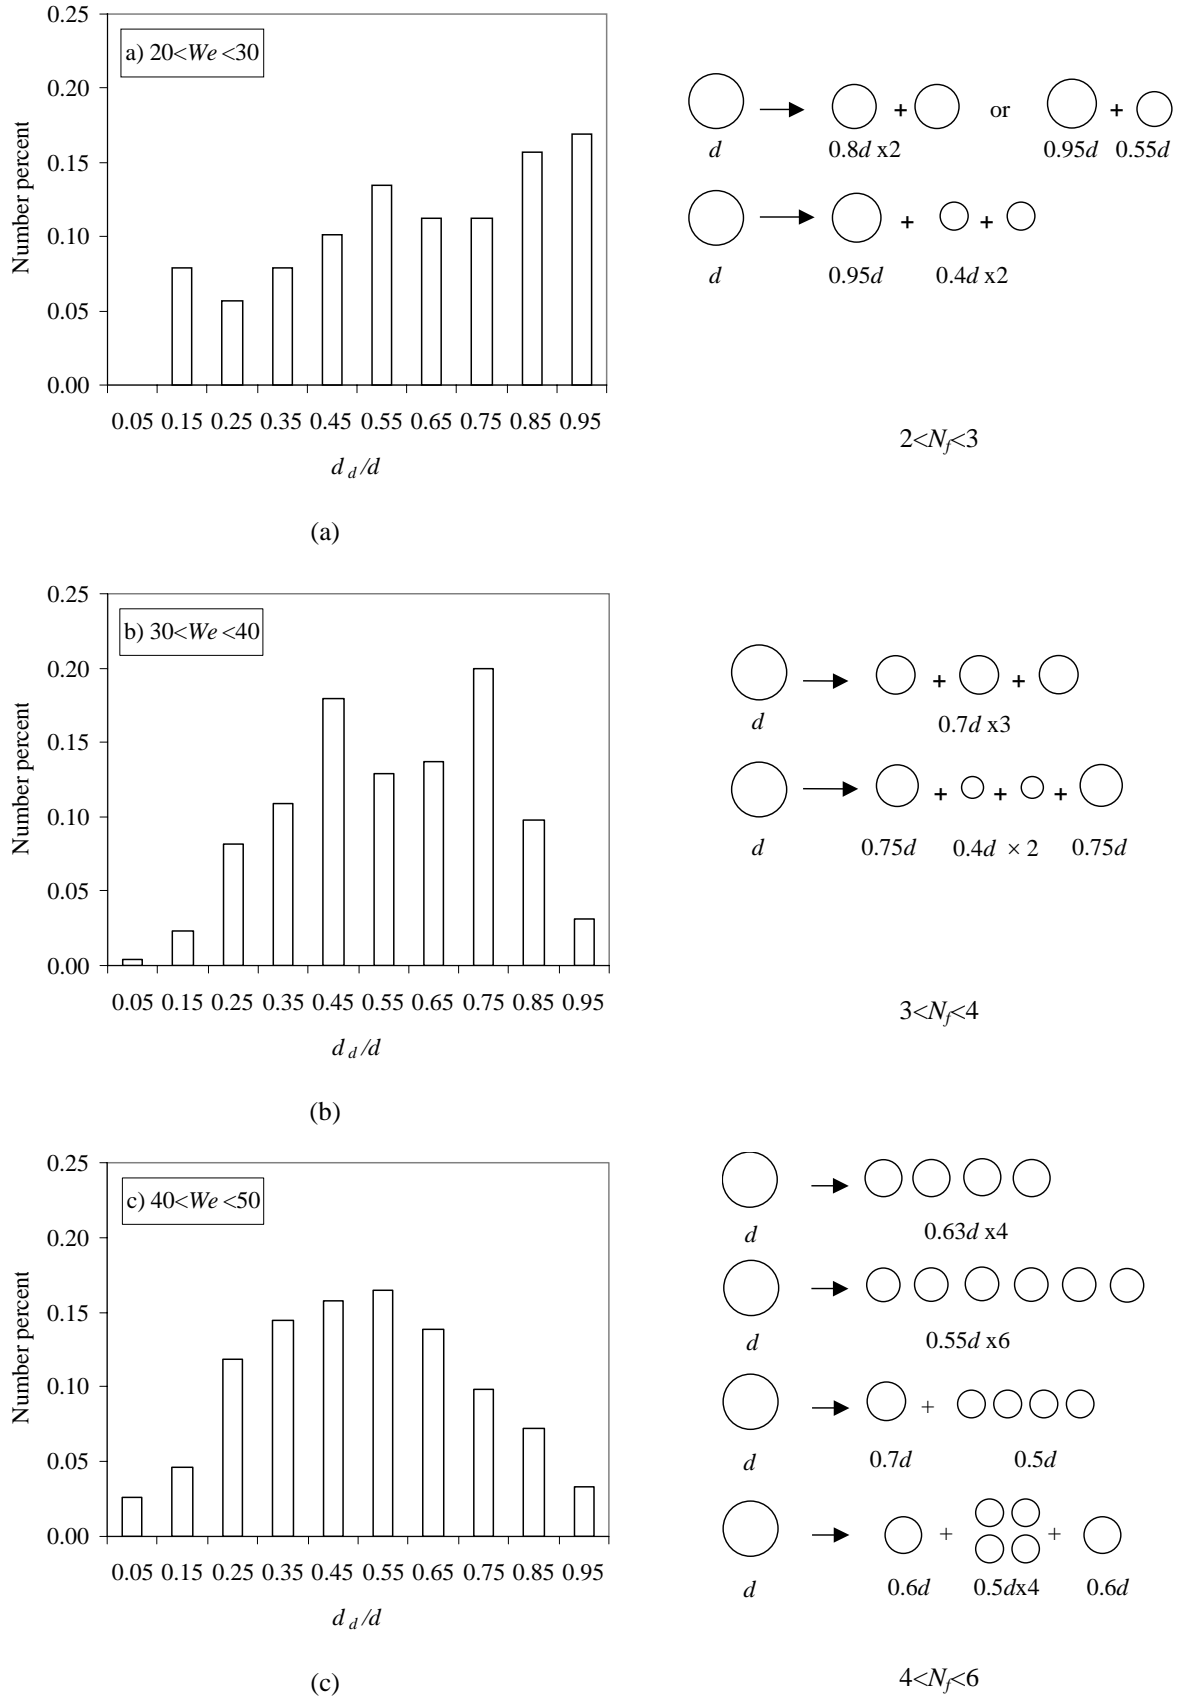 0.25
a) 20<We <30
0.20
0.15
0.10
0.05
0.00
Number percent
0.05 0.15 0.25 0.35 0.45 0.55 0.65 0.75 0.85 0.95
d d /d
(a)
+ or +
d 0.8d x2 0.95d 0.55d
+ +
d 0.95d 0.4d x2
2<Nf<3
0.25
b) 30<We <40
0.20
0.15
0.10
0.05
0.00
Number percent
0.05 0.15 0.25 0.35 0.45 0.55 0.65 0.75 0.85 0.95
d d /d
(b)
+ +
d 0.7d x3
+ + +
d 0.75d 0.4d × 2 0.75d
3<Nf<4
0.25
c) 40<We <50
0.20
0.15
0.10
0.05
0.00
Number percent
0.05 0.15 0.25 0.35 0.45 0.55 0.65 0.75 0.85 0.95
d d /d
(c)
d 0.63d x4
d 0.55d x6
+
d 0.7d 0.5d
+ +
d 0.6d 0.5dx4 0.6d
4<Nf<6